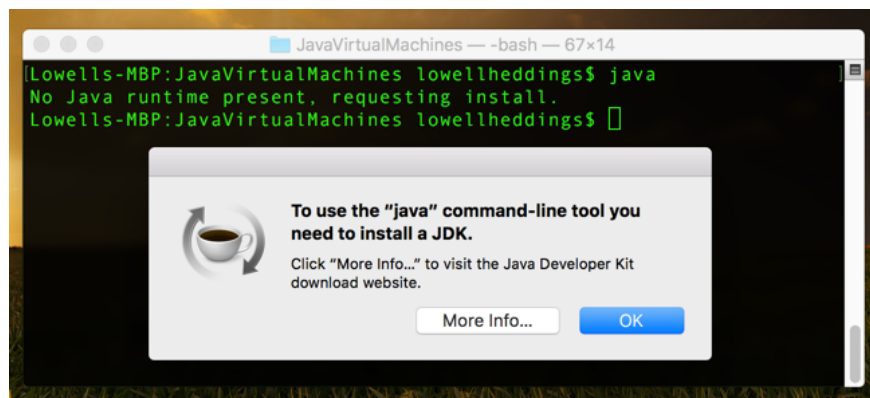 JavaVirtualMachines — -bash — 67×14
[Lowells-MBP:JavaVirtualMachines lowellheddings$ java ]
No Java runtime present, requesting install.
Lowells-MBP:JavaVirtualMachines lowellheddings$
To use the “java” command-line tool you
need to install a JDK.
Click “More Info...” to visit the Java Developer Kit
download website.
More Info...
OK